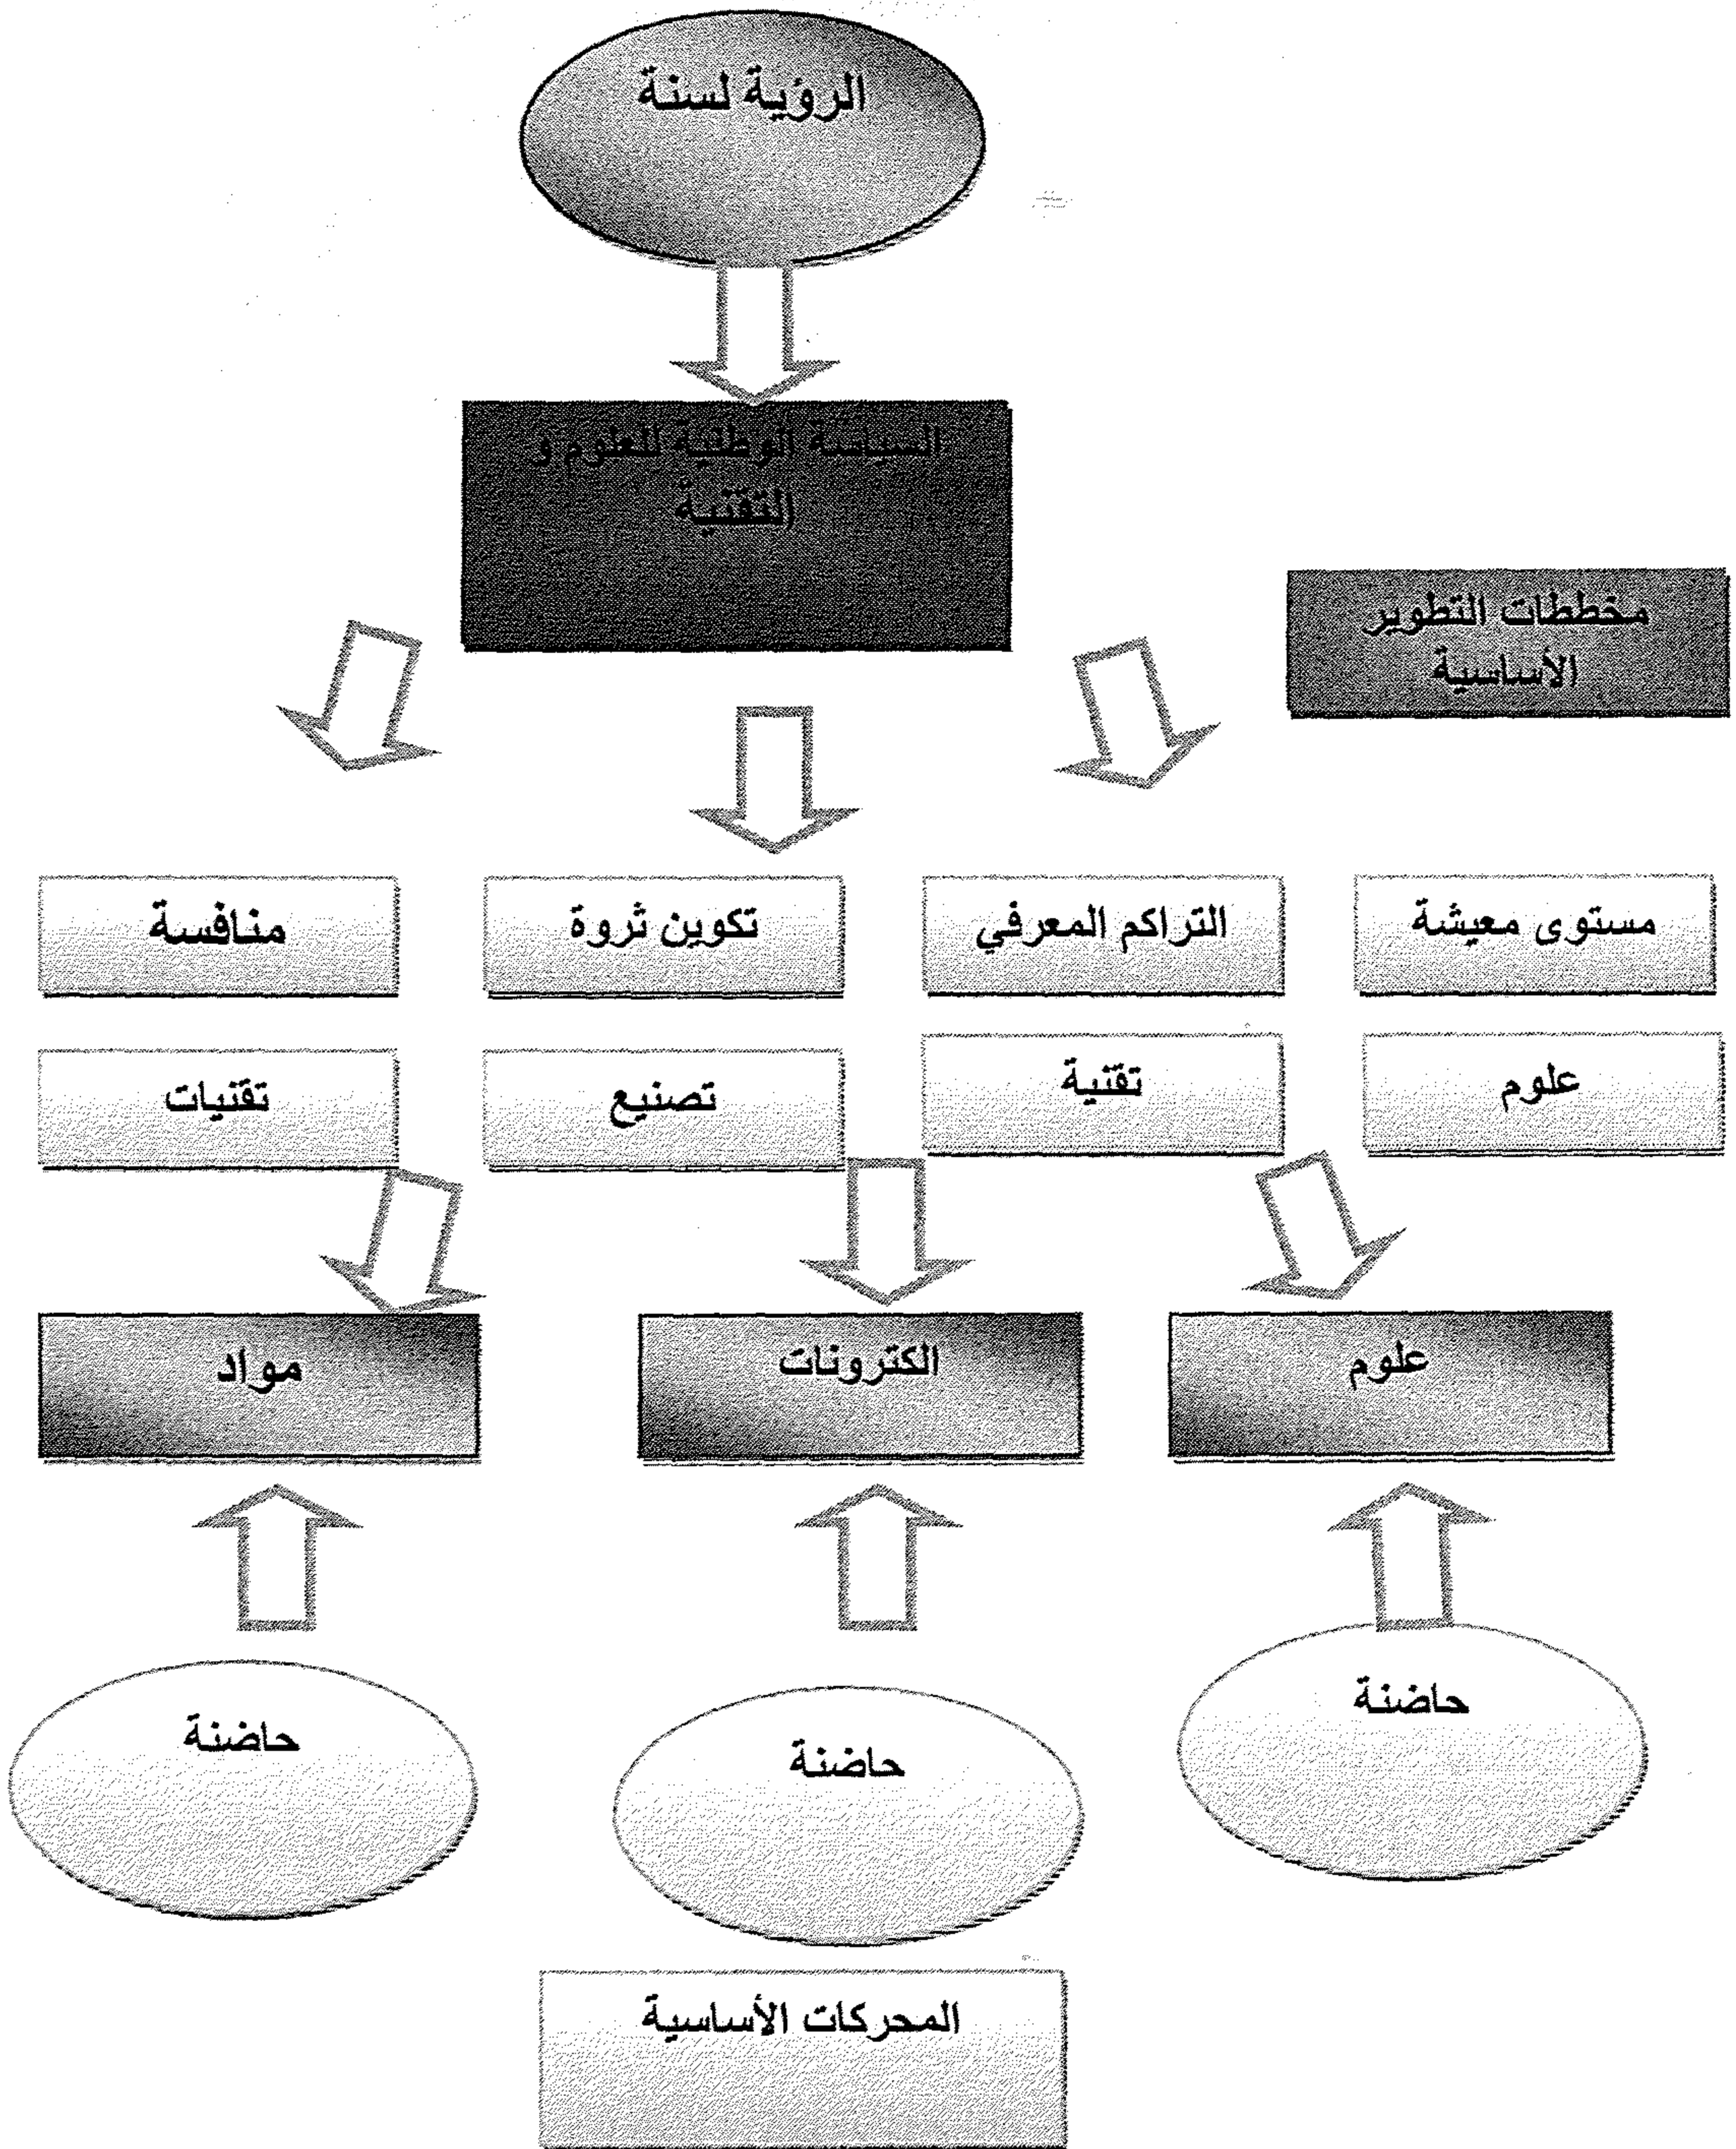 الرؤية لسنة
السياسة الوطنية للعلوم و
التقنية
مخططات التطوير
الأساسية
مستوى معيشة
التراكم المعرفي
تكوين ثروة
منافسة
علوم
تقنية
تصنيع
تقنيات
علوم
الكترونات
مواد
حاضنة
حاضنة
حاضنة
المحركات الأساسية